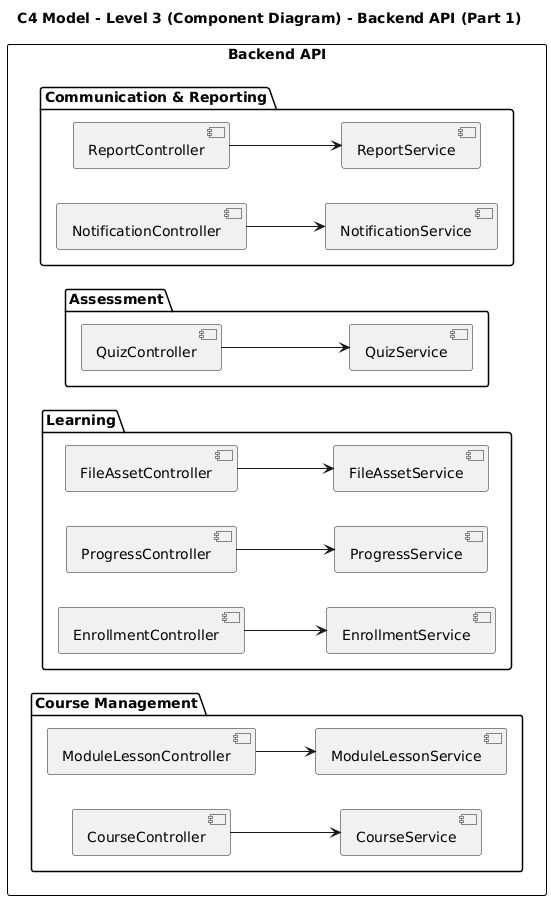 C4 Model - Level 3 (Component Diagram) - Backend API (Part 1)
Backend API
Communication & Reporting
ReportController
ReportService
NotificationController
NotificationService
Assessment
QuizController
QuizService
Learning
FileAssetController
FileAssetService
ProgressController
ProgressService
EnrollmentController
EnrollmentService
Course Management
ModuleLessonController
ModuleLessonService
CourseController
CourseService